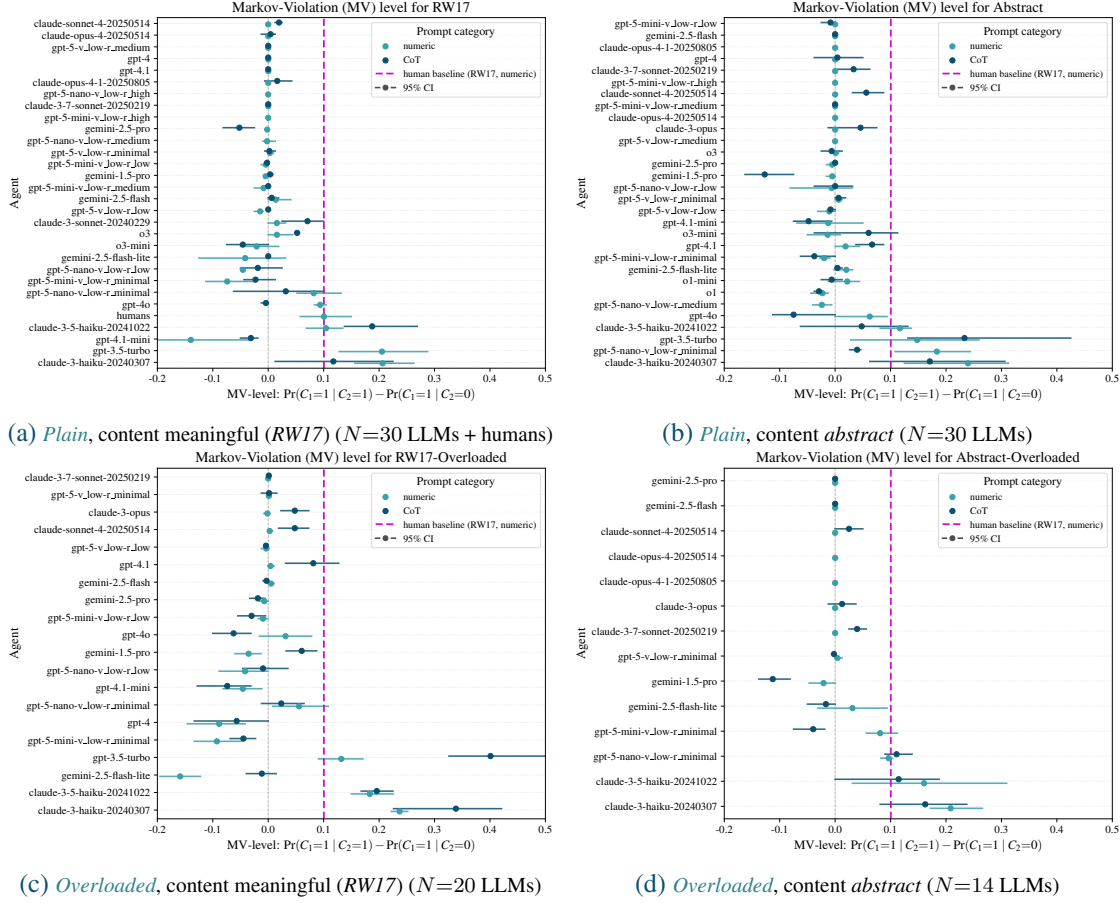 Markov-Violation (MV) level for RW17
claude-sonnet-4-20250514
claude-opus-4-20250514
gpt-5-v_low-r_medium
gpt-4
gpt-4.1
claude-opus-4-1-20250805
gpt-5-nano-v_low-r_high
claude-3-7-sonnet-20250219
gpt-5-mini-v_low-r_high
gemini-2.5-pro
gpt-5-nano-v_low-r_medium
gpt-5-v_low-r_minimal
gpt-5-mini-v_low-r_low
gemini-1.5-pro
gpt-5-mini-v_low-r_medium
gemini-2.5-flash
gpt-5-v_low-r_low
claude-3-sonnet-20240229
o3
o3-mini
gemini-2.5-flash-lite
gpt-5-nano-v_low-r_low
gpt-5-mini-v_low-r_minimal
gpt-5-nano-v_low-r_minimal
gpt-4o
humans
claude-3-5-haiku-20241022
gpt-4.1-mini
gpt-3.5-turbo
claude-3-haiku-20240307
Agent
Prompt category
numeric
CoT
human baseline (RW17, numeric)
95% CI
-0.2 -0.1 0.0 0.1 0.2 0.3 0.4 0.5
MV-level: Pr(C₁=1 | C₂=1) − Pr(C₁=1 | C₂=0)
(a) Plain, content meaningful (RW17) (N=30 LLMs + humans)
Markov-Violation (MV) level for Abstract
gpt-5-mini-v_low-r_low
gemini-2.5-flash
claude-opus-4-1-20250805
gpt-4
claude-3-7-sonnet-20250219
gpt-5-mini-v_low-r_high
claude-sonnet-4-20250514
gpt-5-mini-v_low-r_medium
claude-opus-4-20250514
claude-3-opus
gpt-5-v_low-r_medium
o3
gemini-2.5-pro
gemini-1.5-pro
gpt-5-nano-v_low-r_low
gpt-5-v_low-r_minimal
gpt-5-v_low-r_low
gpt-4.1-mini
o3-mini
gpt-4.1
gpt-5-mini-v_low-r_minimal
gemini-2.5-flash-lite
o1-mini
o1
gpt-5-nano-v_low-r_medium
gpt-4o
claude-3-5-haiku-20241022
gpt-3.5-turbo
gpt-5-nano-v_low-r_minimal
claude-3-haiku-20240307
Agent
Prompt category
numeric
CoT
human baseline (RW17, numeric)
95% CI
-0.2 -0.1 0.0 0.1 0.2 0.3 0.4 0.5
MV-level: Pr(C₁=1 | C₂=1) − Pr(C₁=1 | C₂=0)
(b) Plain, content abstract (N=30 LLMs)
Markov-Violation (MV) level for RW17-Overloaded
claude-3-7-sonnet-20250219
gpt-5-v_low-r_minimal
claude-3-opus
claude-sonnet-4-20250514
gpt-5-v_low-r_low
gpt-4.1
gemini-2.5-flash
gemini-2.5-pro
gpt-5-mini-v_low-r_low
gpt-4o
gemini-1.5-pro
gpt-5-nano-v_low-r_low
gpt-4.1-mini
gpt-5-nano-v_low-r_minimal
gpt-4
gpt-5-mini-v_low-r_minimal
gpt-3.5-turbo
gemini-2.5-flash-lite
claude-3-5-haiku-20241022
claude-3-haiku-20240307
Agent
Prompt category
numeric
CoT
human baseline (RW17, numeric)
95% CI
-0.2 -0.1 0.0 0.1 0.2 0.3 0.4 0.5
MV-level: Pr(C₁=1 | C₂=1) − Pr(C₁=1 | C₂=0)
(c) Overloaded, content meaningful (RW17) (N=20 LLMs)
Markov-Violation (MV) level for Abstract-Overloaded
gemini-2.5-pro
gemini-2.5-flash
claude-sonnet-4-20250514
claude-opus-4-20250514
claude-opus-4-1-20250805
claude-3-opus
claude-3-7-sonnet-20250219
gpt-5-v_low-r_minimal
gemini-1.5-pro
gemini-2.5-flash-lite
gpt-5-mini-v_low-r_minimal
gpt-5-nano-v_low-r_minimal
claude-3-5-haiku-20241022
claude-3-haiku-20240307
Agent
Prompt category
numeric
CoT
human baseline (RW17, numeric)
95% CI
-0.2 -0.1 0.0 0.1 0.2 0.3 0.4 0.5
MV-level: Pr(C₁=1 | C₂=1) − Pr(C₁=1 | C₂=0)
(d) Overloaded, content abstract (N=14 LLMs)